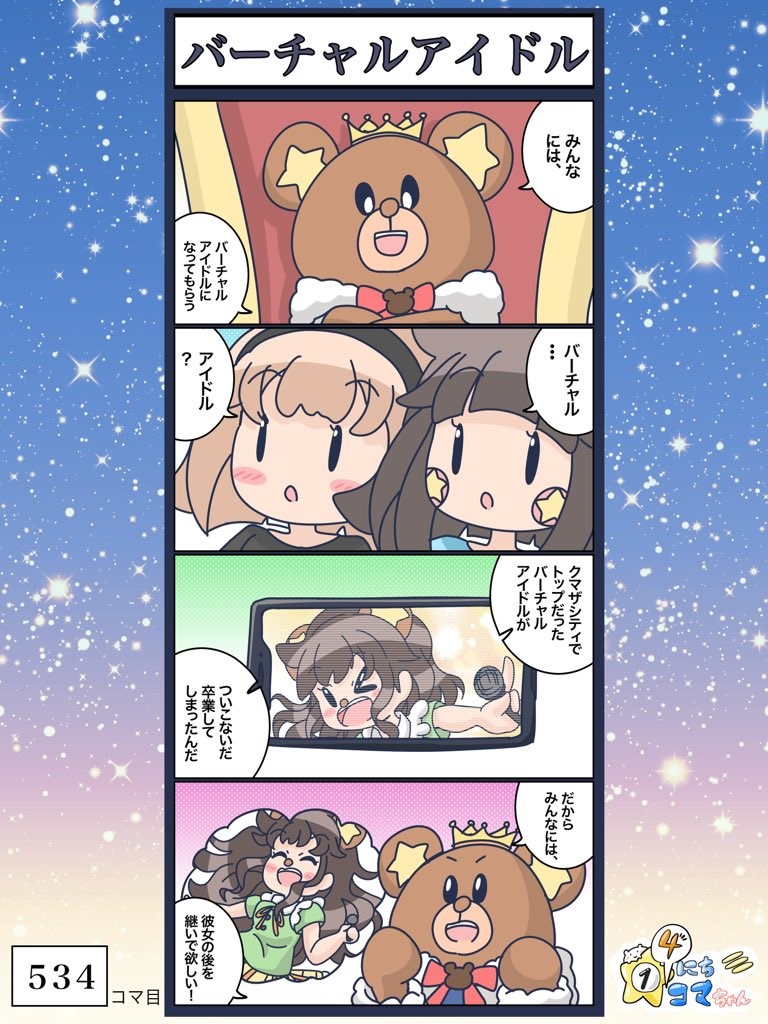 バーチャルアイドル
みんな
には、
バーチャル
アイドルに
なってもらう
バーチャル
…
アイドル
?
クマザシティで
トップだった
バーチャル
アイドルが
ついこないだ
卒業して
しまったんだ
だから
みんなには、
彼女の後を
継いで欲しい!
534
コマ目
1
にち
4
コマ
ちゃん